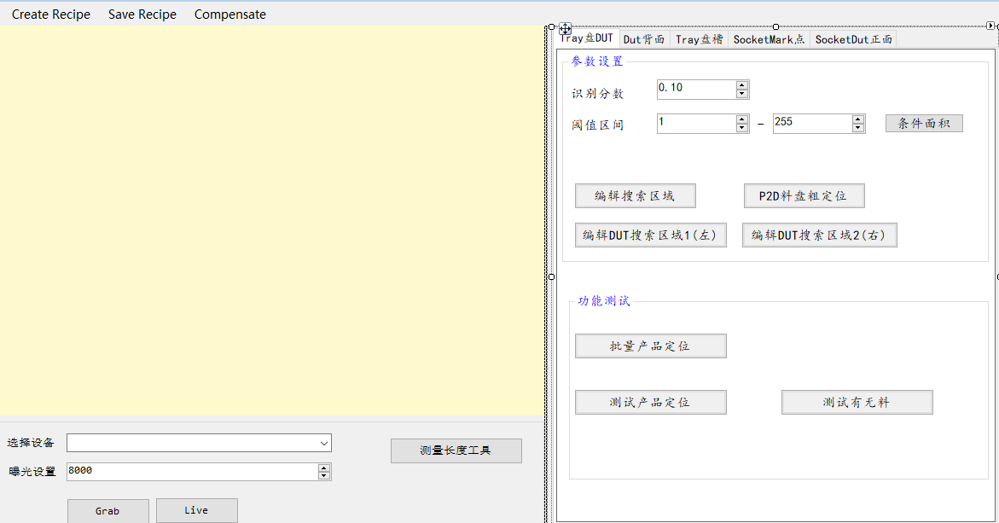 Create Recipe Save Recipe Compensate
Tray盘DUT Dut背面 Tray盘槽 SocketMark点 SocketDut正面
参数设置
识别分数 0.10
阈值区间 1 - 255 条件面积
编辑搜索区域 P2D料盘粗定位
编辑DUT搜索区域1(左) 编辑DUT搜索区域2(右)
功能测试
批量产品定位
测试产品定位 测试有无料
选择设备
测量长度工具
曝光设置 8000
Grab Live